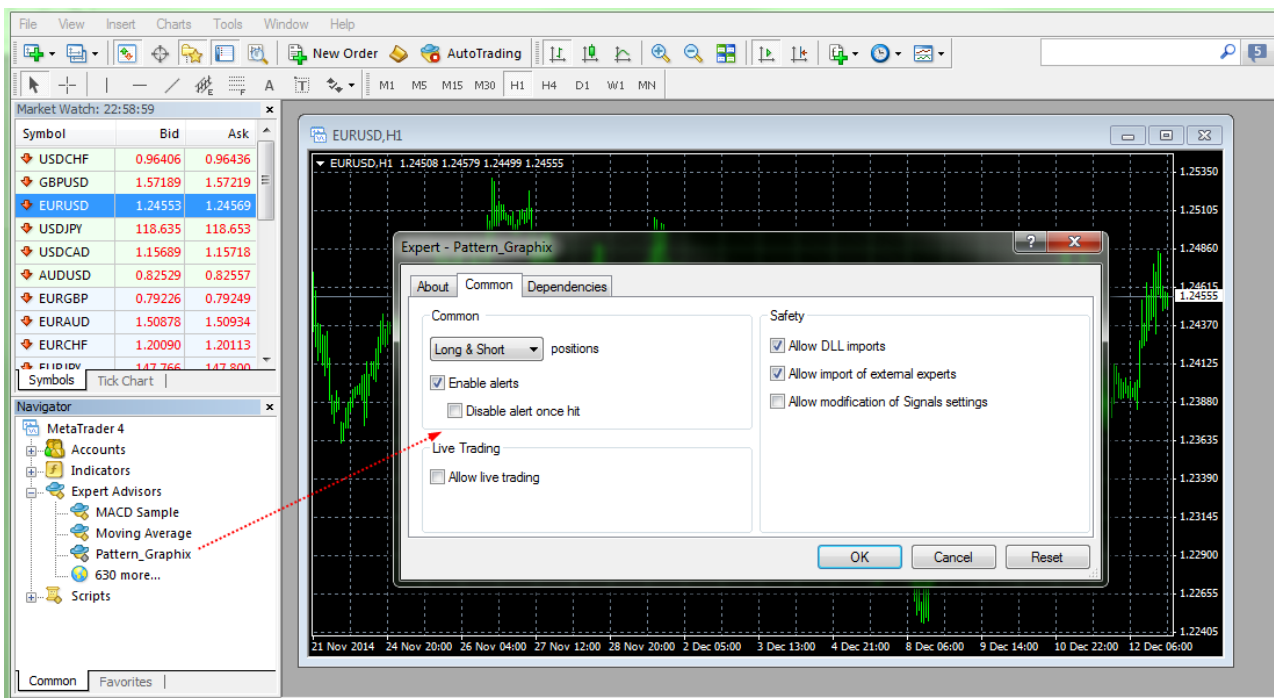 File View Insert Charts Tools Window Help
New Order AutoTrading
5
E F A T M1 M5 M15 M30 H1 H4 D1 W1 MN
Market Watch: 22:58:59
Symbol Bid Ask
USDCHF 0.96406 0.96436
GBPUSD 1.57189 1.57219
EURUSD 1.24553 1.24569
USDJPY 118.635 118.653
USDCAD 1.15689 1.15718
AUDUSD 0.82529 0.82557
EURGBP 0.79226 0.79249
EURAUD 1.50878 1.50934
EURCHF 1.20090 1.20113
EURJPY 147.766 147.800
Symbols Tick Chart
Navigator
MetaTrader 4
Accounts
Indicators
Expert Advisors
MACD Sample
Moving Average
Pattern_Graphix
630 more...
Scripts
Common Favorites
EURUSD,H1
EURUSD,H1 1.24508 1.24579 1.24499 1.24555
1.25350
1.25105
1.24860
1.24615
1.24555
1.24370
1.24125
1.23880
1.23635
1.23390
1.23145
1.22900
1.22655
1.22405
21 Nov 2014 24 Nov 20:00 26 Nov 04:00 27 Nov 12:00 28 Nov 20:00 2 Dec 05:00 3 Dec 13:00 4 Dec 21:00 8 Dec 06:00 9 Dec 14:00 10 Dec 22:00 12 Dec 06:00
Expert - Pattern_Graphix
About Common Dependencies
Common
Long & Short positions
Enable alerts
Disable alert once hit
Live Trading
Allow live trading
Safety
Allow DLL imports
Allow import of external experts
Allow modification of Signals settings
OK Cancel Reset